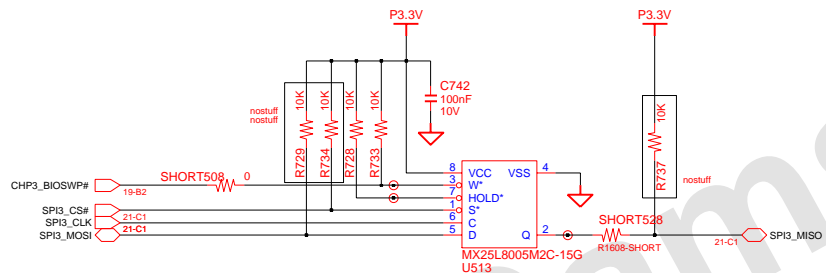 P3.3V
P3.3V
C742
100nF
10V
nostuff
nostuff
10K
10K
10K
10K
R729
R734
R728
R733
10K
R737
nostuff
CHP3_BIOSWP#
19-B2
SHORT508
0
SPI3_CS#
21-C1
SPI3_CLK
21-C1
SPI3_MOSI
8
3
7
1
6
5
VCC
W*
HOLD*
S*
C
D
VSS
Q
4
2
MX25L8005M2C-15G
U513
SHORT528
R1608-SHORT
21-C1
SPI3_MISO